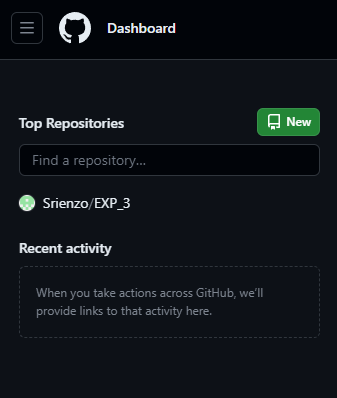 Dashboard
Top Repositories
New
Find a repository...
Srienzo/EXP_3
Recent activity
When you take actions across GitHub, we'll
provide links to that activity here.